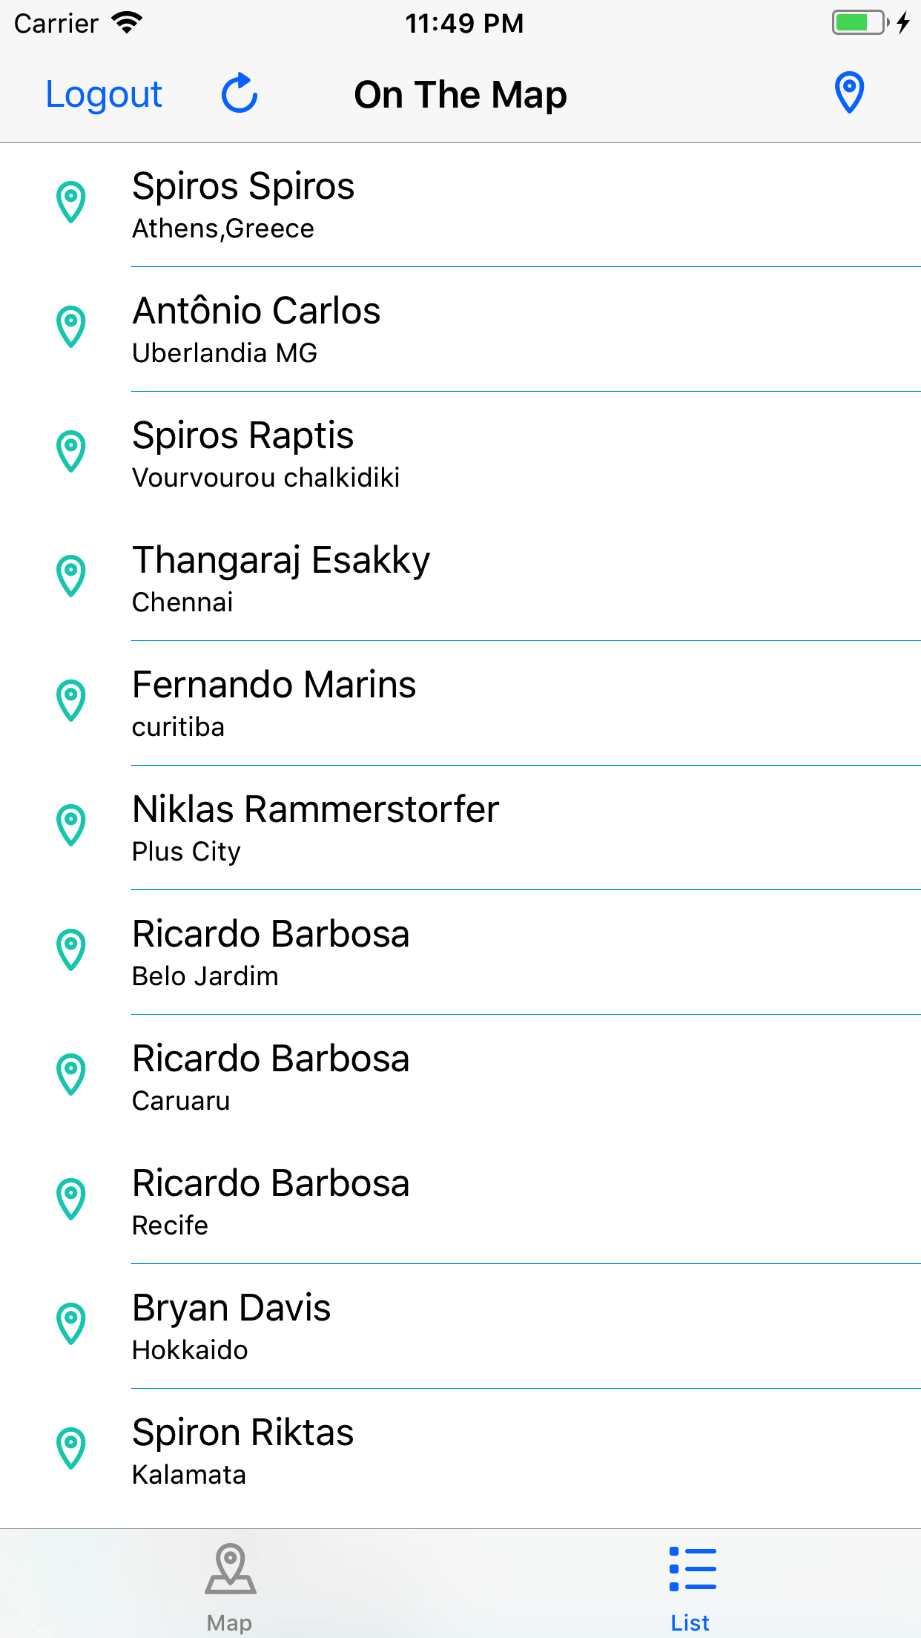 Carrier 11:49 PM
Logout On The Map
Spiros Spiros
Athens,Greece
Antônio Carlos
Uberlandia MG
Spiros Raptis
Vourvourou chalkidiki
Thangaraj Esakky
Chennai
Fernando Marins
curitiba
Niklas Rammerstorfer
Plus City
Ricardo Barbosa
Belo Jardim
Ricardo Barbosa
Caruaru
Ricardo Barbosa
Recife
Bryan Davis
Hokkaido
Spiron Riktas
Kalamata
Map List